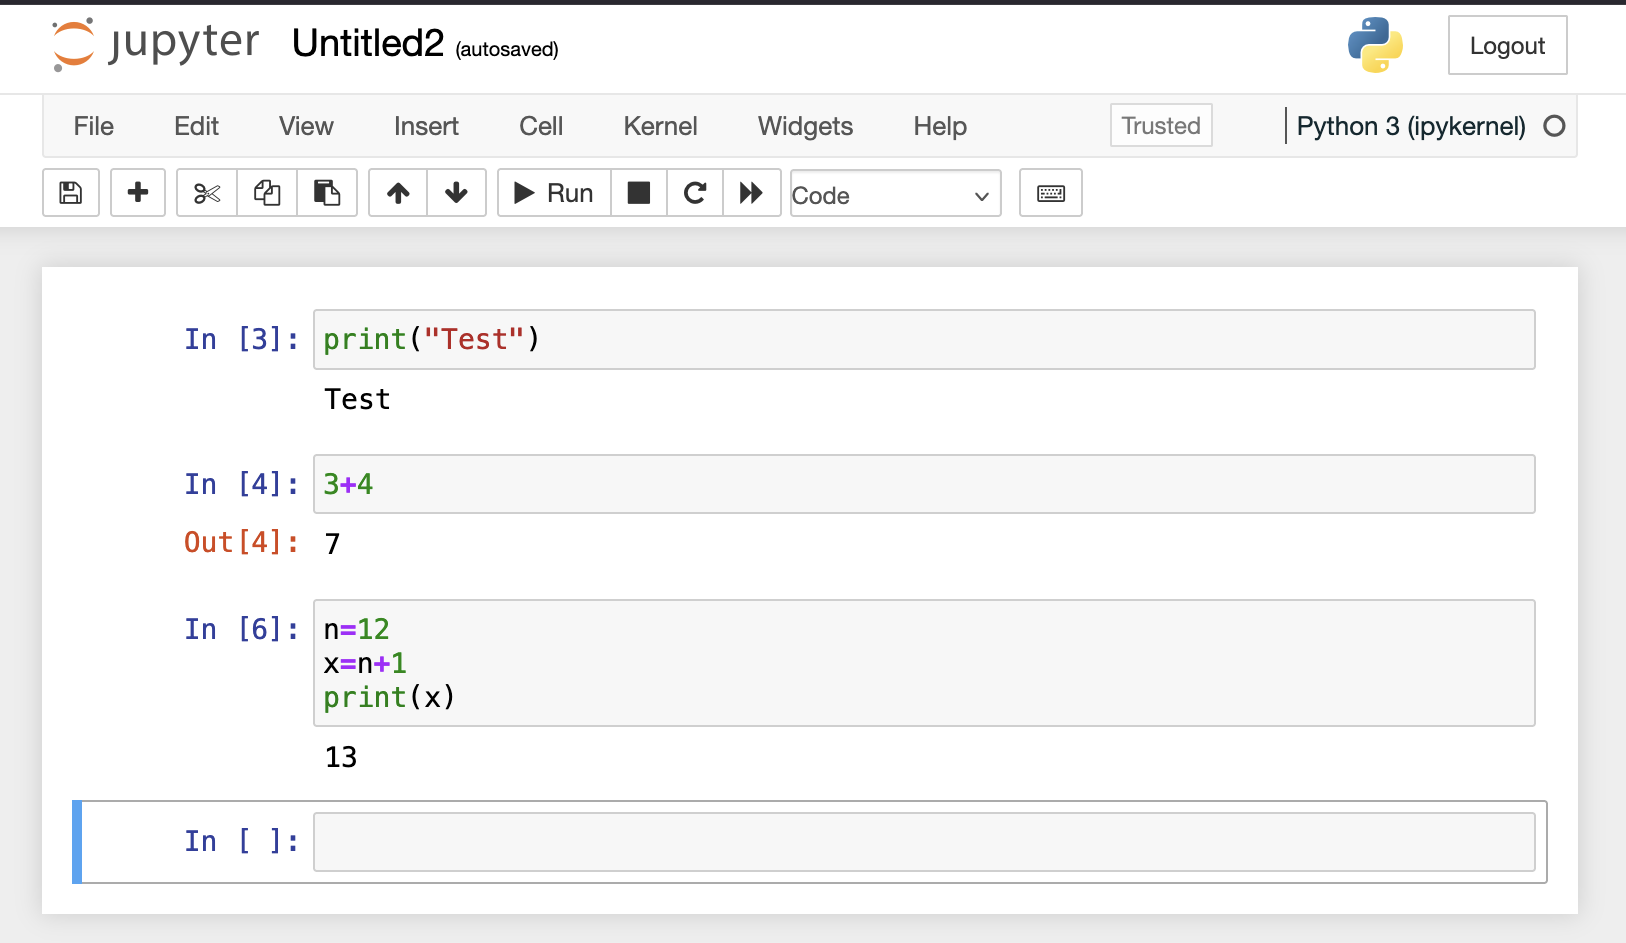 jupyter Untitled2 (autosaved) Logout
File Edit View Insert Cell Kernel Widgets Help Trusted Python 3 (ipykernel)
Run Code
In [3]: print("Test")
Test
In [4]: 3+4
Out[4]: 7
In [6]: n=12
x=n+1
print(x)
13
In [ ]: